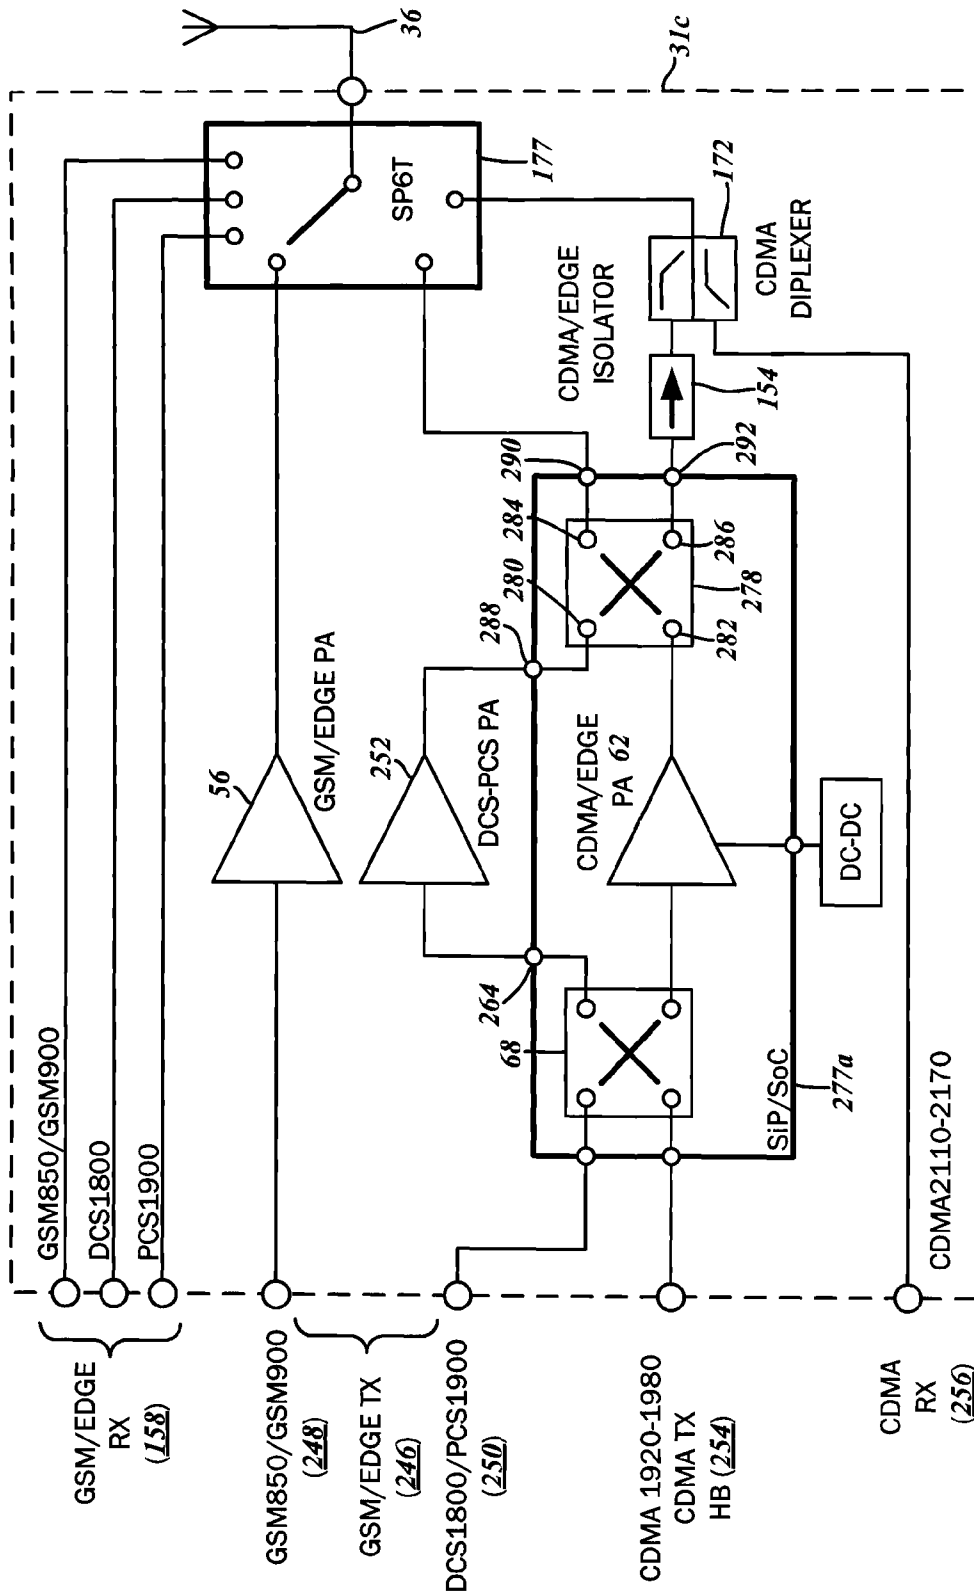 GSM/EDGE
RX
(158)
GSM850/GSM900
DCS1800
PCS1900
GSM850/GSM900
(248)
GSM/EDGE TX
(246)
DCS1800/PCS1900
(250)
CDMA 1920-1980
CDMA TX
HB (254)
CDMA
RX
(256)
CDMA2110-2170
56
GSM/EDGE PA
252
DCS-PCS PA
264
288
68
CDMA/EDGE
PA 62
280
284
290
282
278
286
292
SiP/SoC
277a
DC-DC
CDMA/EDGE
ISOLATOR
154
CDMA
DIPLEXER
172
SP6T
177
36
31c